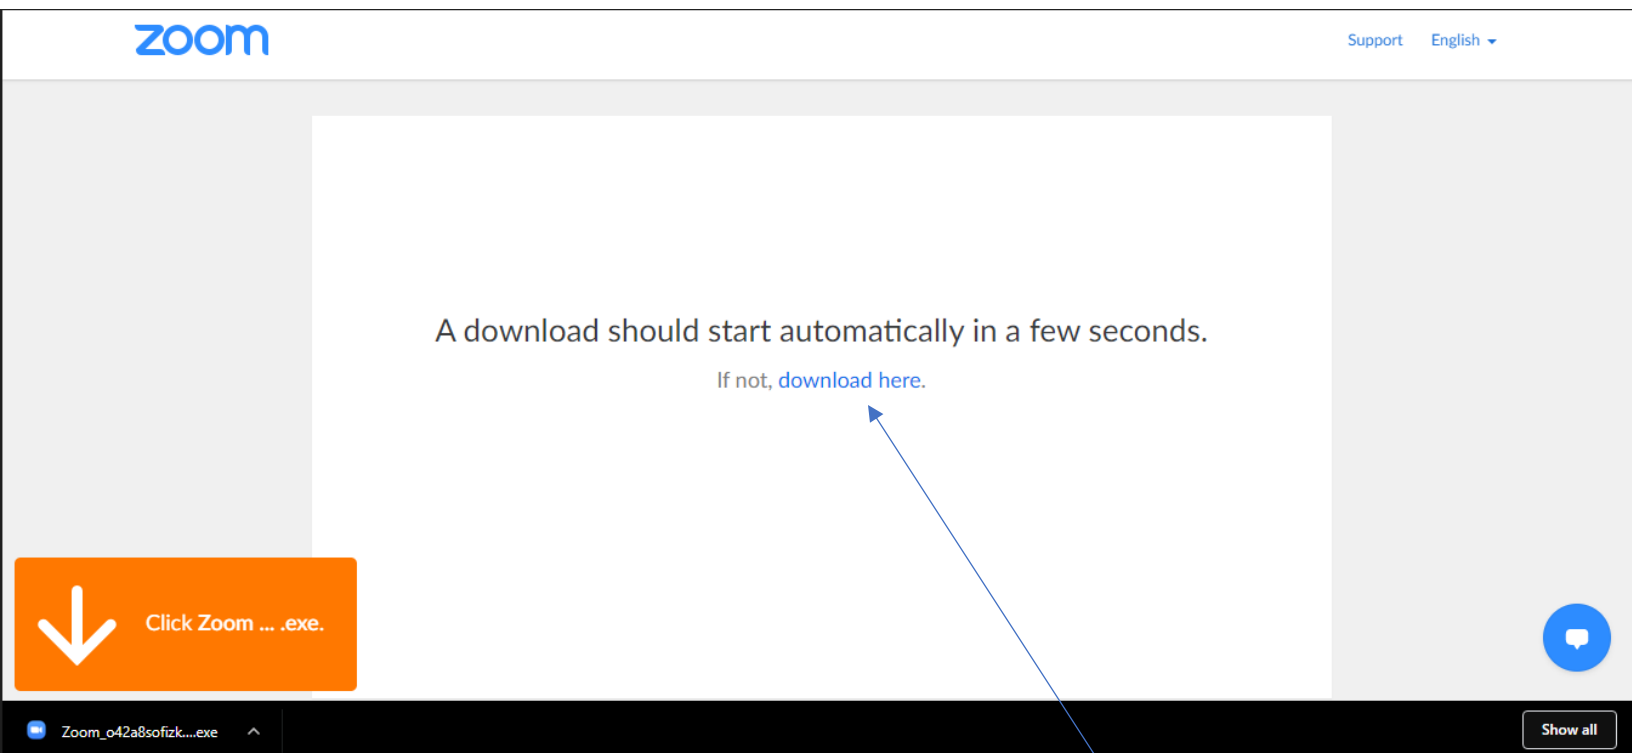 zoom
Support English
A download should start automatically in a few seconds.
If not, download here.
Click Zoom ... .exe.
Zoom_o42a8sofizk....exe
Show all